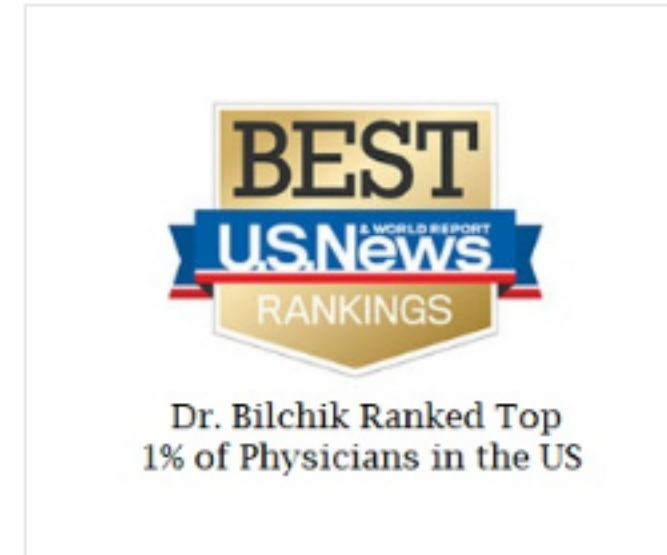 BEST
U.S.News
& WORLD REPORT
RANKINGS
Dr. Bilchik Ranked Top
1% of Physicians in the US